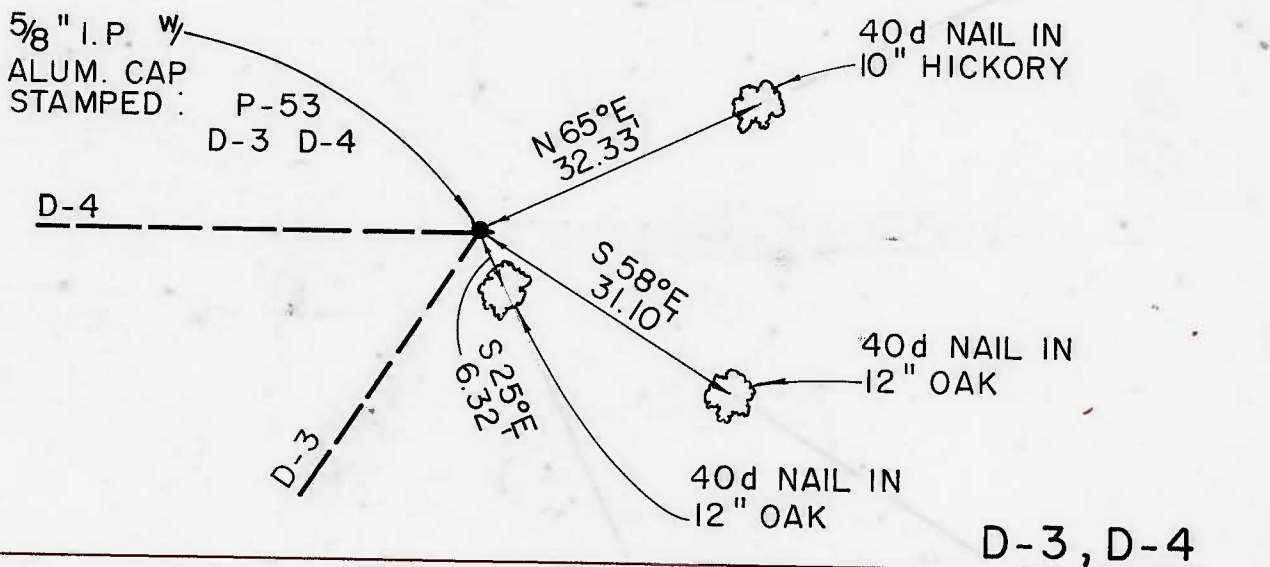 5/8" I.P. W/
ALUM. CAP
STAMPED : P-53
D-3 D-4
40d NAIL IN
10" HICKORY
N 65°E
32.33'
D-4
S 58°E
31.10'
S 25°E
6.32'
D-3
40d NAIL IN
12" OAK
40d NAIL IN
12" OAK
D-3, D-4